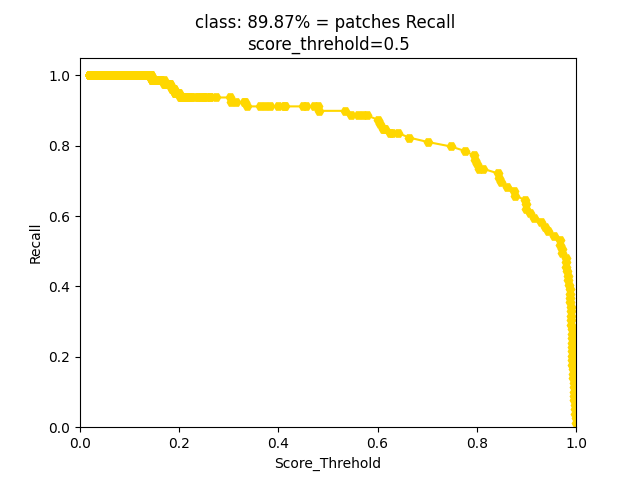 class: 89.87% = patches Recall
score_threhold=0.5
1.0
0.8
0.6
0.4
0.2
0.0
Recall
0.0 0.2 0.4 0.6 0.8 1.0
Score_Threhold